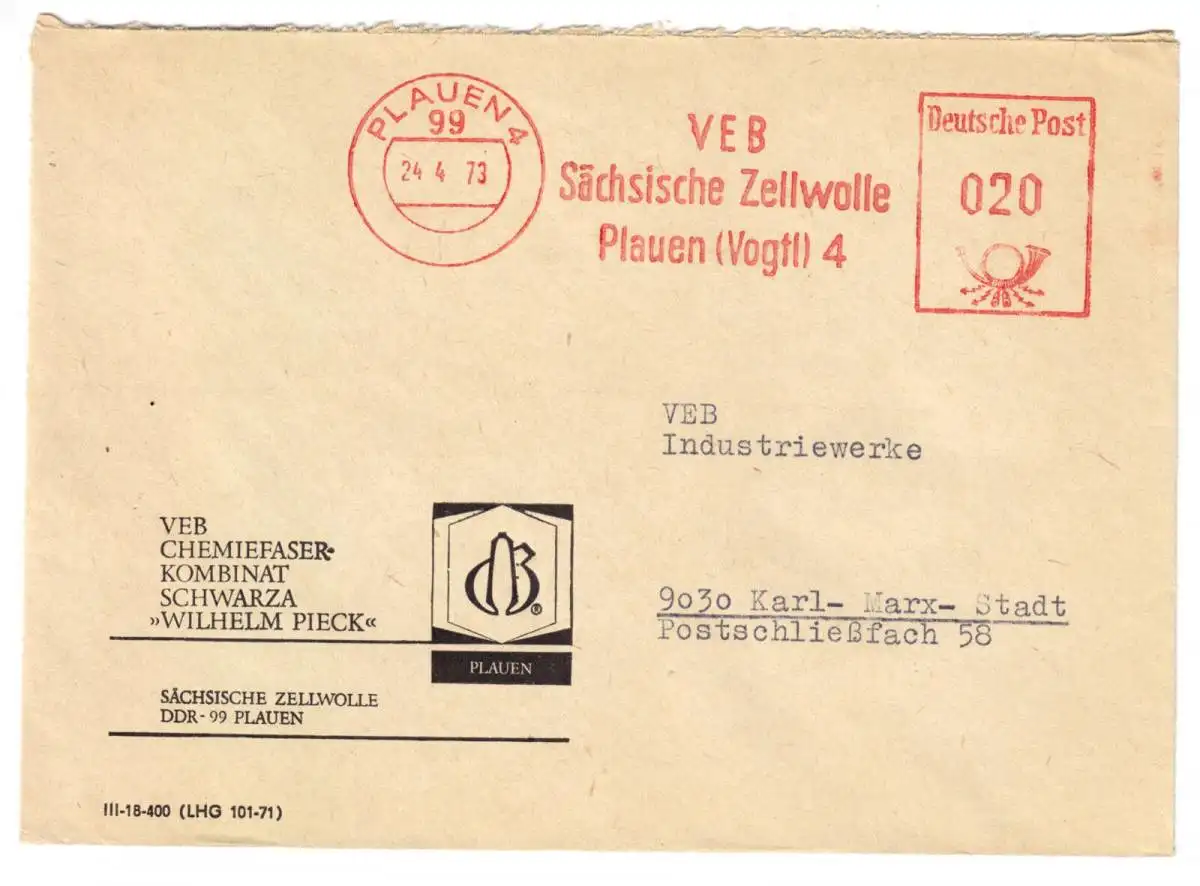 PLAUEN 4
99
24 4 73
VEB
Sächsische Zellwolle
Plauen (Vogtl) 4
Deutsche Post
020
VEB
Industriewerke
9030 Karl- Marx- Stadt
Postschließfach 58
VEB
CHEMIEFASER-
KOMBINAT
SCHWARZA
»WILHELM PIECK«
®
PLAUEN
SÄCHSISCHE ZELLWOLLE
DDR-99 PLAUEN
III-18-400 (LHG 101-71)